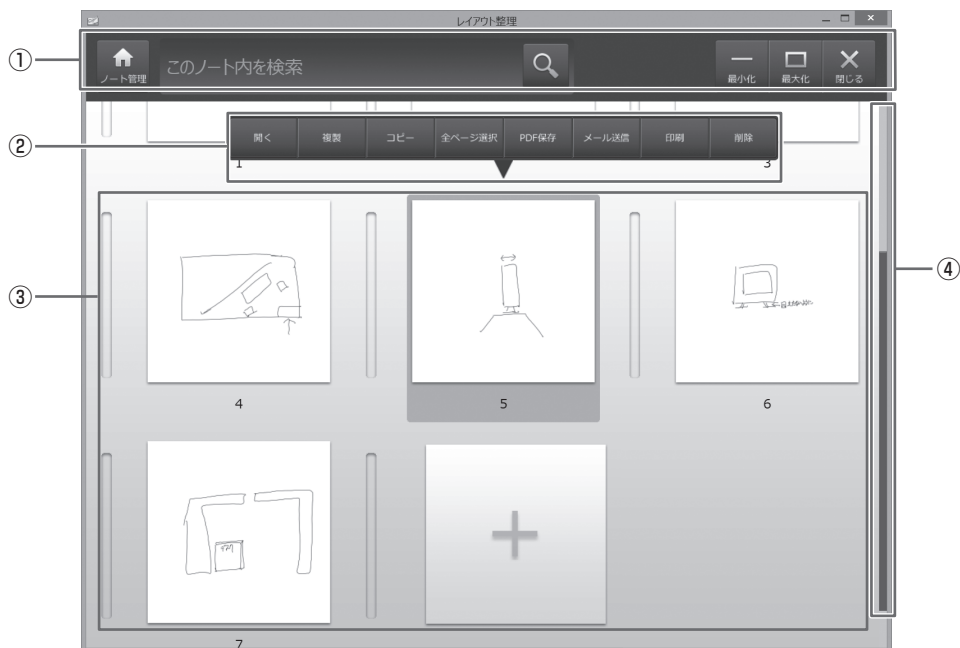 レイアウト整理
①
ノート管理
このノート内を検索
最小化
最大化
閉じる
②
開く
複製
コピー
全ページ選択
PDF保存
メール送信
印刷
削除
1
3
③
④
4
5
6
7